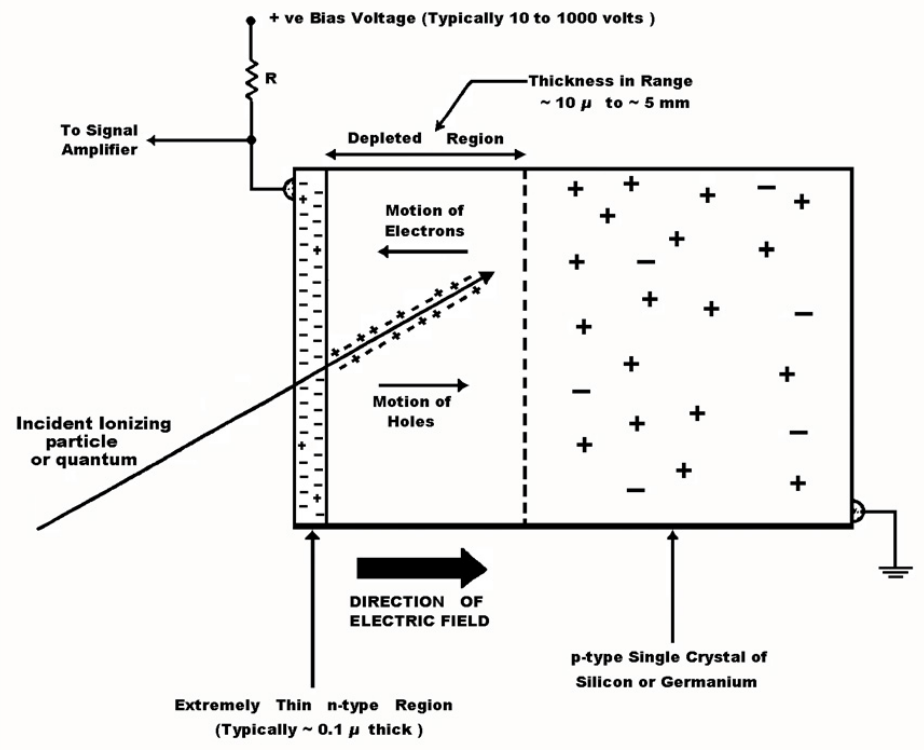 + ve Bias Voltage (Typically 10 to 1000 volts )
R
Thickness in Range
~ 10 μ to ~ 5 mm
To Signal
Amplifier
Depleted Region
Motion of
Electrons
Motion of
Holes
Incident Ionizing
particle
or quantum
DIRECTION OF
ELECTRIC FIELD
p-type Single Crystal of
Silicon or Germanium
Extremely Thin n-type Region
(Typically ~ 0.1 μ thick )